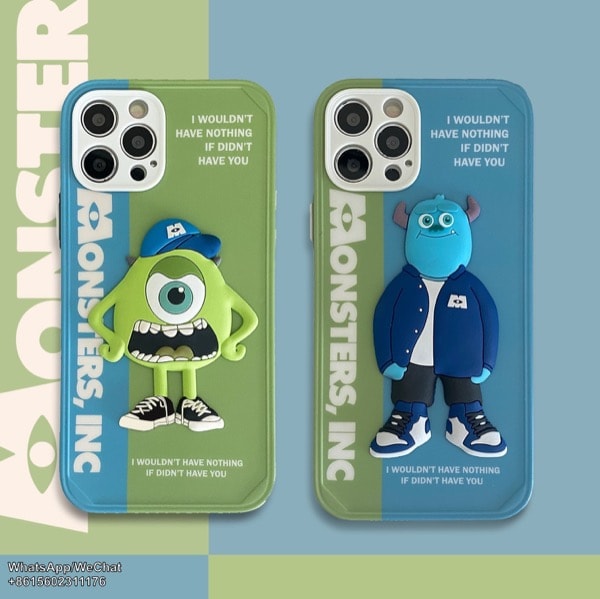 MONSTER
I WOULDN'T
HAVE NOTHING
IF DIDN'T
HAVE YOU
MONSTERS, INC
M
I WOULDN'T HAVE NOTHING
IF DIDN'T HAVE YOU
I WOULDN'T
HAVE NOTHING
IF DIDN'T
HAVE YOU
MONSTERS, INC
M
I WOULDN'T HAVE NOTHING
IF DIDN'T HAVE YOU
WhatsApp/WeChat
+8615602311176